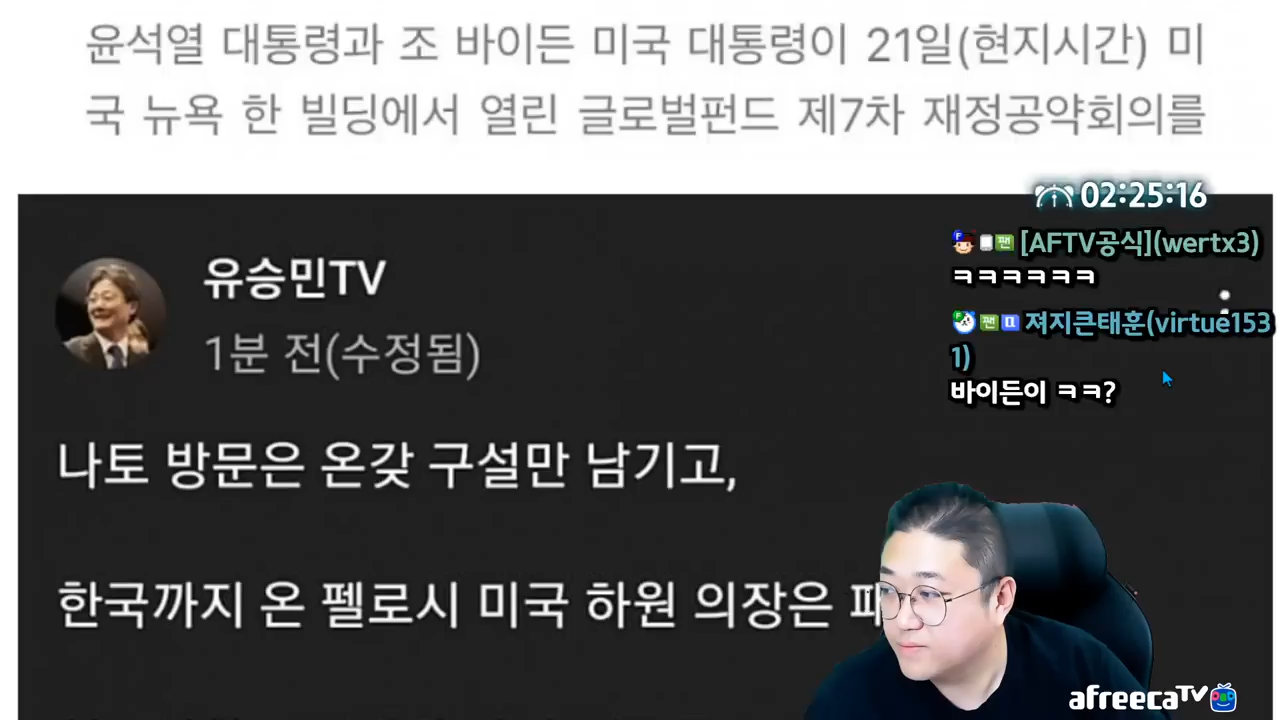 윤석열 대통령과 조 바이든 미국 대통령이 21일(현지시간) 미
국 뉴욕 한 빌딩에서 열린 글로벌펀드 제7차 재정공약회의를
02:25:16
팬 [AFTV공식](wertx3)
ㅋㅋㅋㅋㅋㅋ
팬 져지큰태훈(virtue153
1)
바이든이 ㅋㅋ?
유승민TV
1분 전(수정됨)
나토 방문은 온갖 구설만 남기고,
한국까지 온 펠로시 미국 하원 의장은
afreecaTV